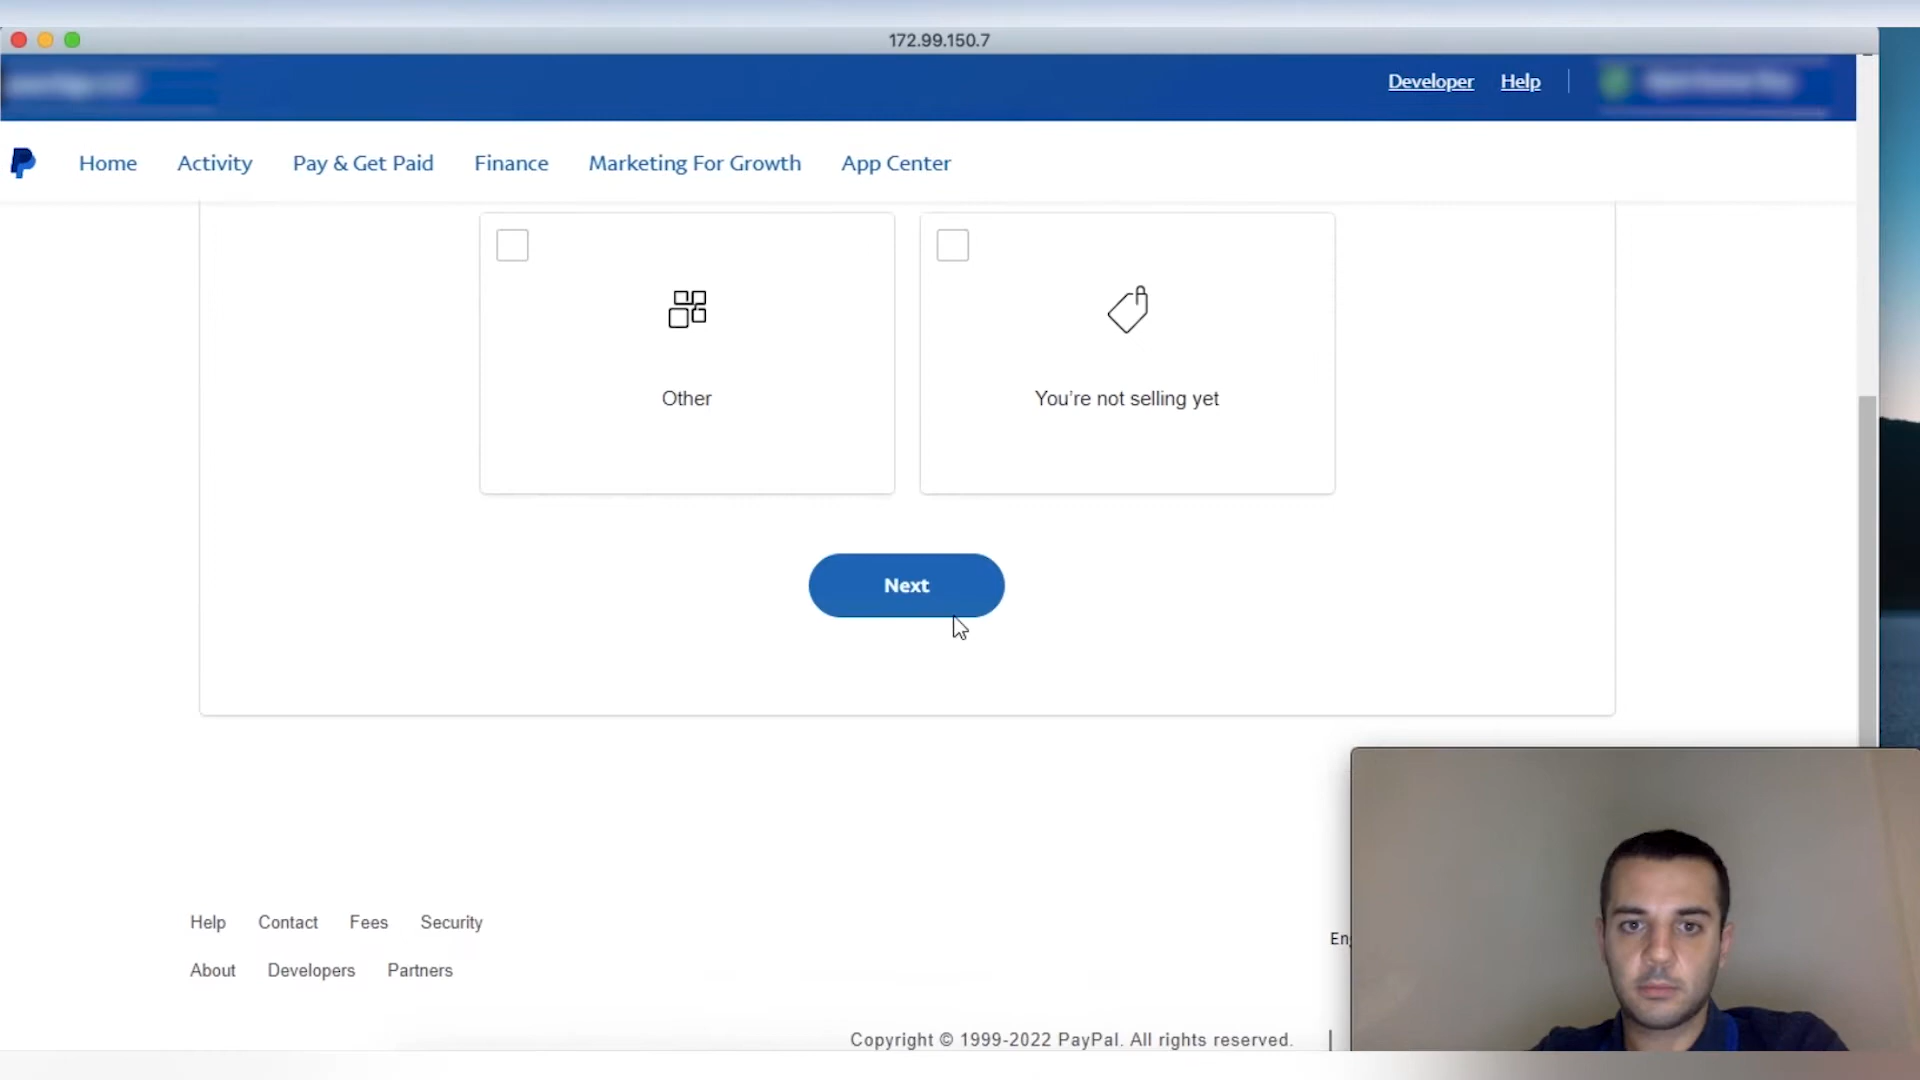 172.99.150.7
Developer Help
Home Activity Pay & Get Paid Finance Marketing For Growth App Center
Other
You're not selling yet
Next
Help Contact Fees Security
About Developers Partners
Copyright © 1999-2022 PayPal. All rights reserved.